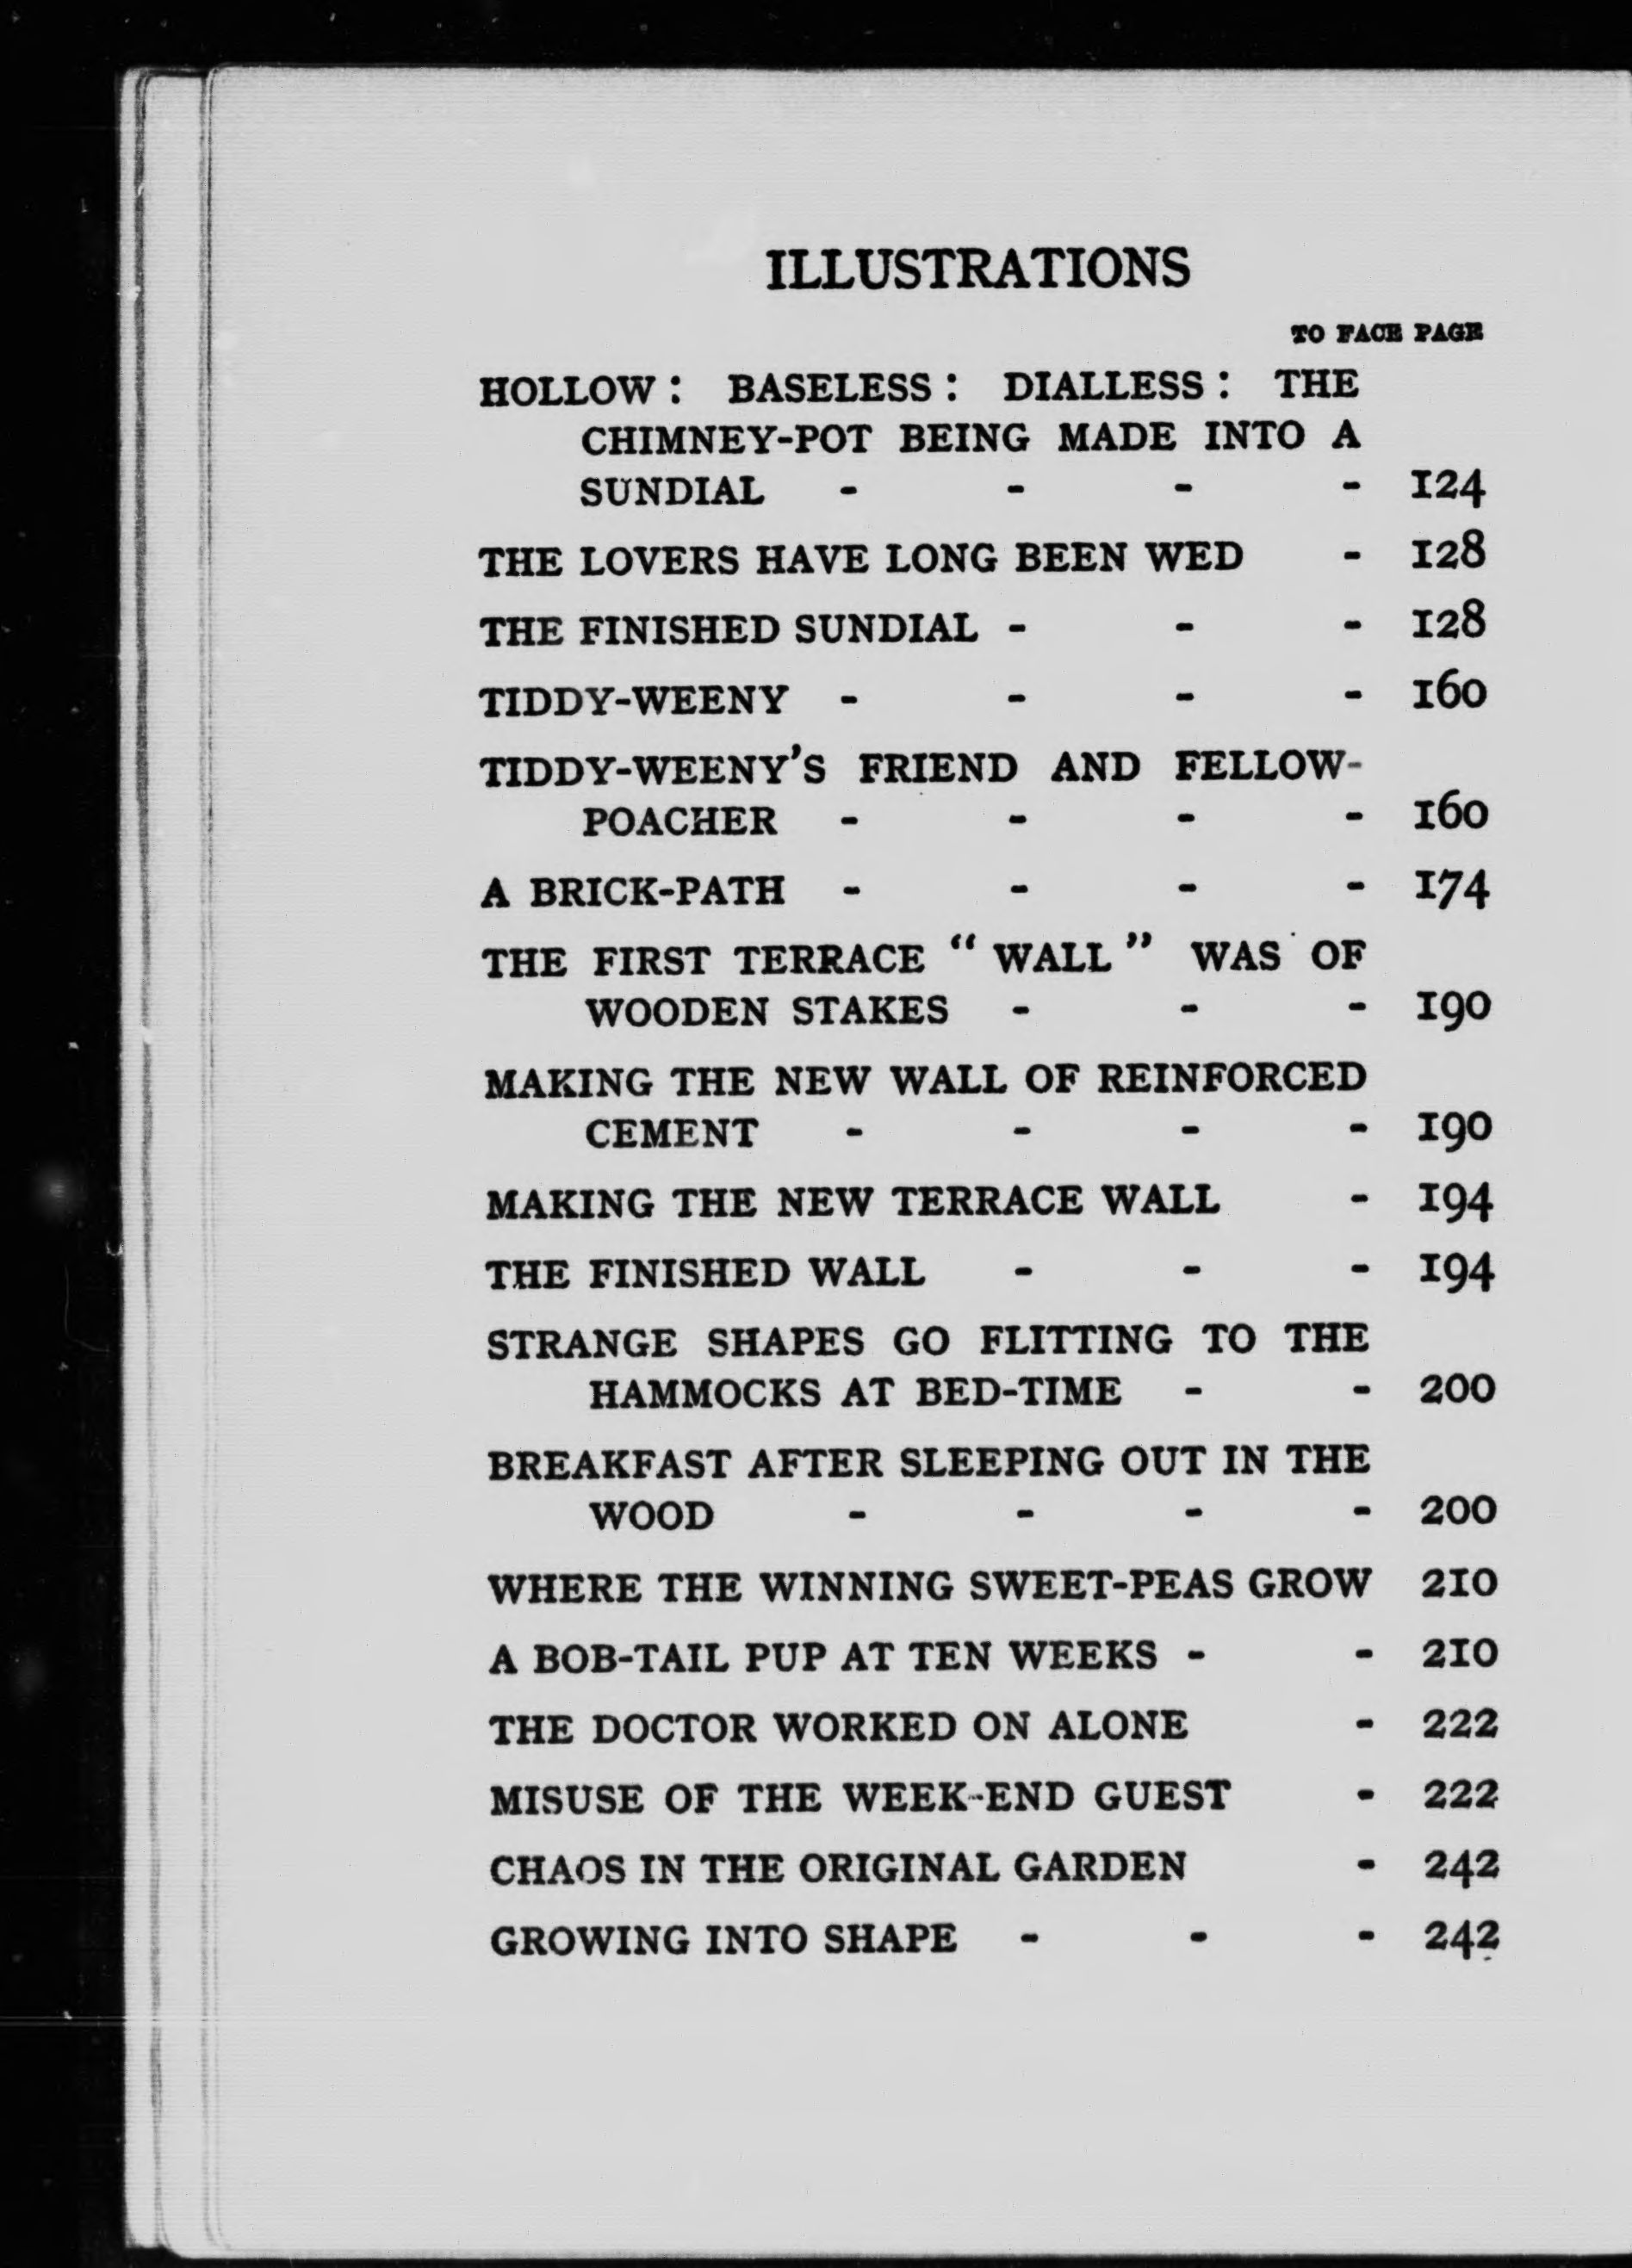 ILLUSTRATIONS
TO FACE PAGE
HOLLOW: BASELESS: DIALLESS: THE
CHIMNEY-POT BEING MADE INTO A
SUNDIAL - - - - 124
THE LOVERS HAVE LONG BEEN WED - 128
THE FINISHED SUNDIAL - - - 128
TIDDY-WEENY - - - - 160
TIDDY-WEENY'S FRIEND AND FELLOW-
POACHER - - - - 160
A BRICK-PATH - - - - 174
THE FIRST TERRACE "WALL" WAS OF
WOODEN STAKES - - - 190
MAKING THE NEW WALL OF REINFORCED
CEMENT - - - - 190
MAKING THE NEW TERRACE WALL - 194
THE FINISHED WALL - - - 194
STRANGE SHAPES GO FLITTING TO THE
HAMMOCKS AT BED-TIME - - 200
BREAKFAST AFTER SLEEPING OUT IN THE
WOOD - - - - 200
WHERE THE WINNING SWEET-PEAS GROW 210
A BOB-TAIL PUP AT TEN WEEKS - - 210
THE DOCTOR WORKED ON ALONE - 222
MISUSE OF THE WEEK-END GUEST - 222
CHAOS IN THE ORIGINAL GARDEN - 242
GROWING INTO SHAPE - - - 242